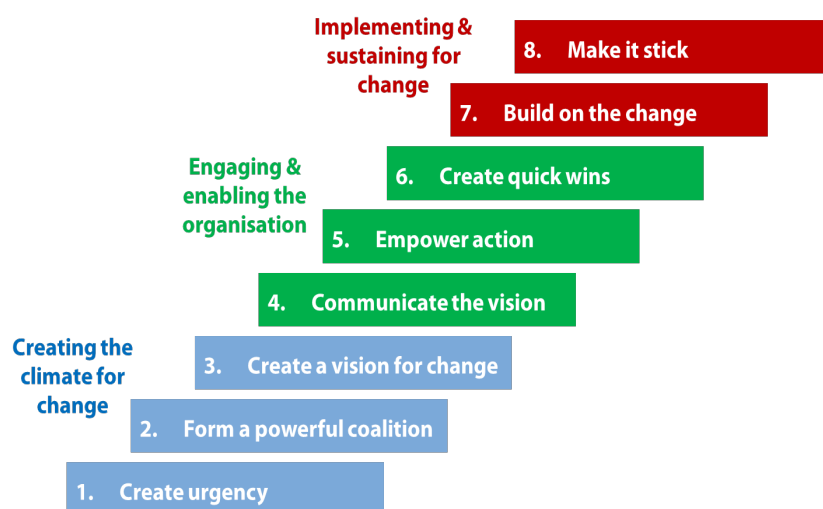 Implementing &
sustaining for
change
8. Make it stick
7. Build on the change
Engaging &
enabling the
organisation
6. Create quick wins
5. Empower action
4. Communicate the vision
Creating the
climate for
change
3. Create a vision for change
2. Form a powerful coalition
1. Create urgency